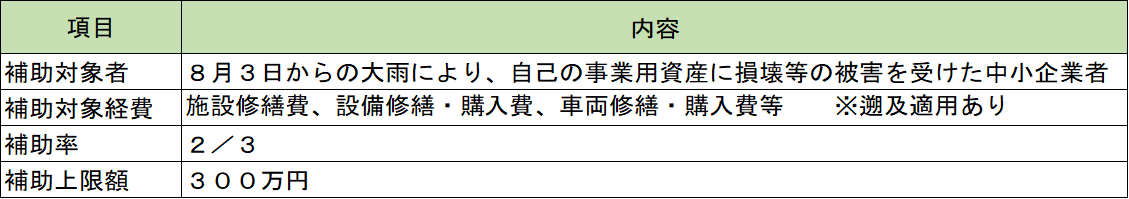 項目 内容
補助対象者 ８月３日からの大雨により、自己の事業用資産に損壊等の被害を受けた中小企業者
補助対象経費 施設修繕費、設備修繕・購入費、車両修繕・購入費等　　※遡及適用あり
補助率 ２／３
補助上限額 ３００万円